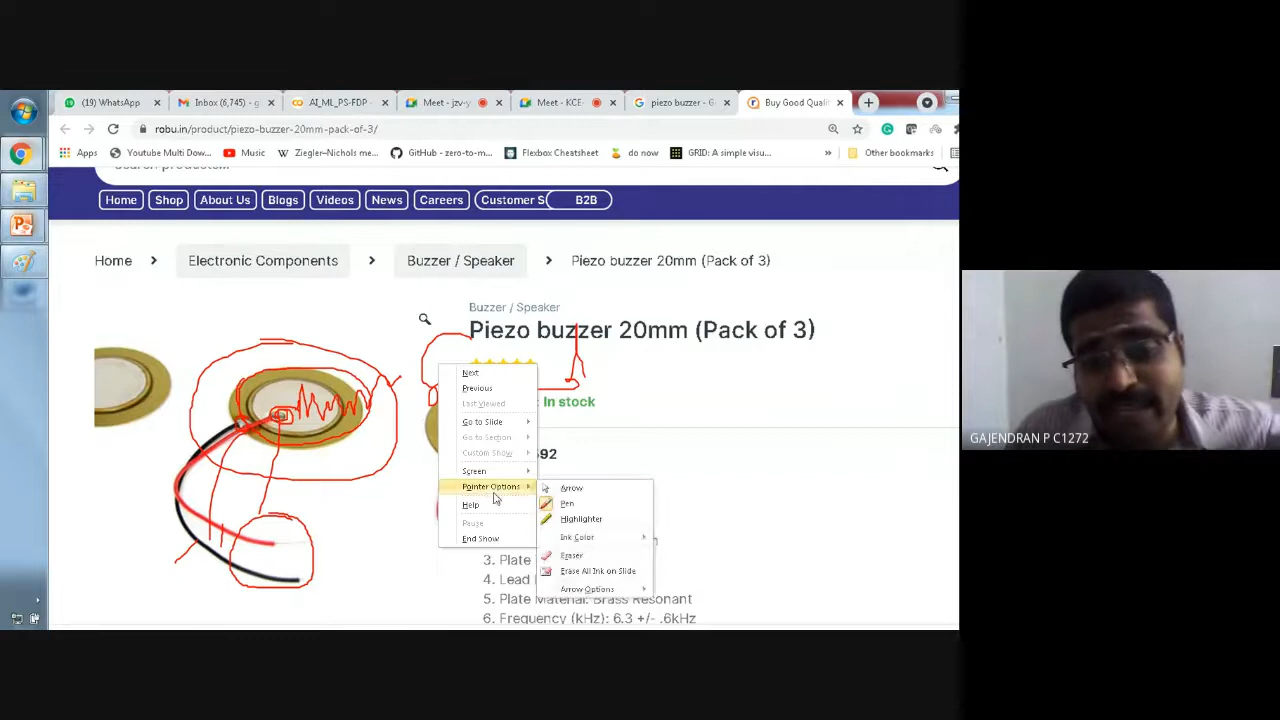 (19) WhatsApp
Inbox (6,745) - g
AI_ML_PS-FDP -
Meet - jzv-y
Meet - KCE-
piezo buzzer - G
Buy Good Quali
robu.in/product/piezo-buzzer-20mm-pack-of-3/
Apps
Youtube Multi Dow...
Music
Ziegler–Nichols me...
GitHub - zero-to-m...
Flexbox Cheatsheet
do now
GRID: A simple visu...
»
Other bookmarks
Home
Shop
About Us
Blogs
Videos
News
Careers
Customer S
B2B
Home
Electronic Components
Buzzer / Speaker
Piezo buzzer 20mm (Pack of 3)
Buzzer / Speaker
Piezo buzzer 20mm (Pack of 3)
In stock
Next
Previous
Last Viewed
Go to Slide
Go to Section
Custom Show
Screen
Pointer Options
Help
Pause
End Show
Arrow
Pen
Highlighter
Ink Color
Eraser
Erase All Ink on Slide
Arrow Options
3. Plate
4. Lead
5. Plate Material: Brass Resonant
6. Frequency (kHz): 6.3 +/- .6kHz
GAJENDRAN P C1272